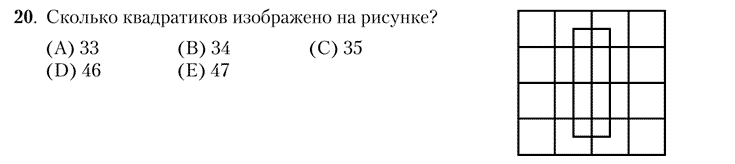 20. Сколько квадратиков изображено на рисунке?
(A) 33 (B) 34 (C) 35
(D) 46 (E) 47